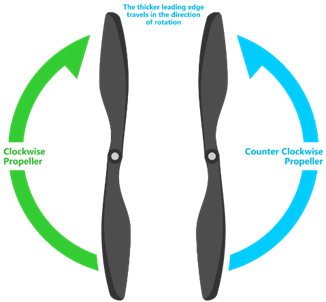 The thicker leading edge
travels in the direction
of rotation
Clockwise
Propeller
Counter Clockwise
Propeller